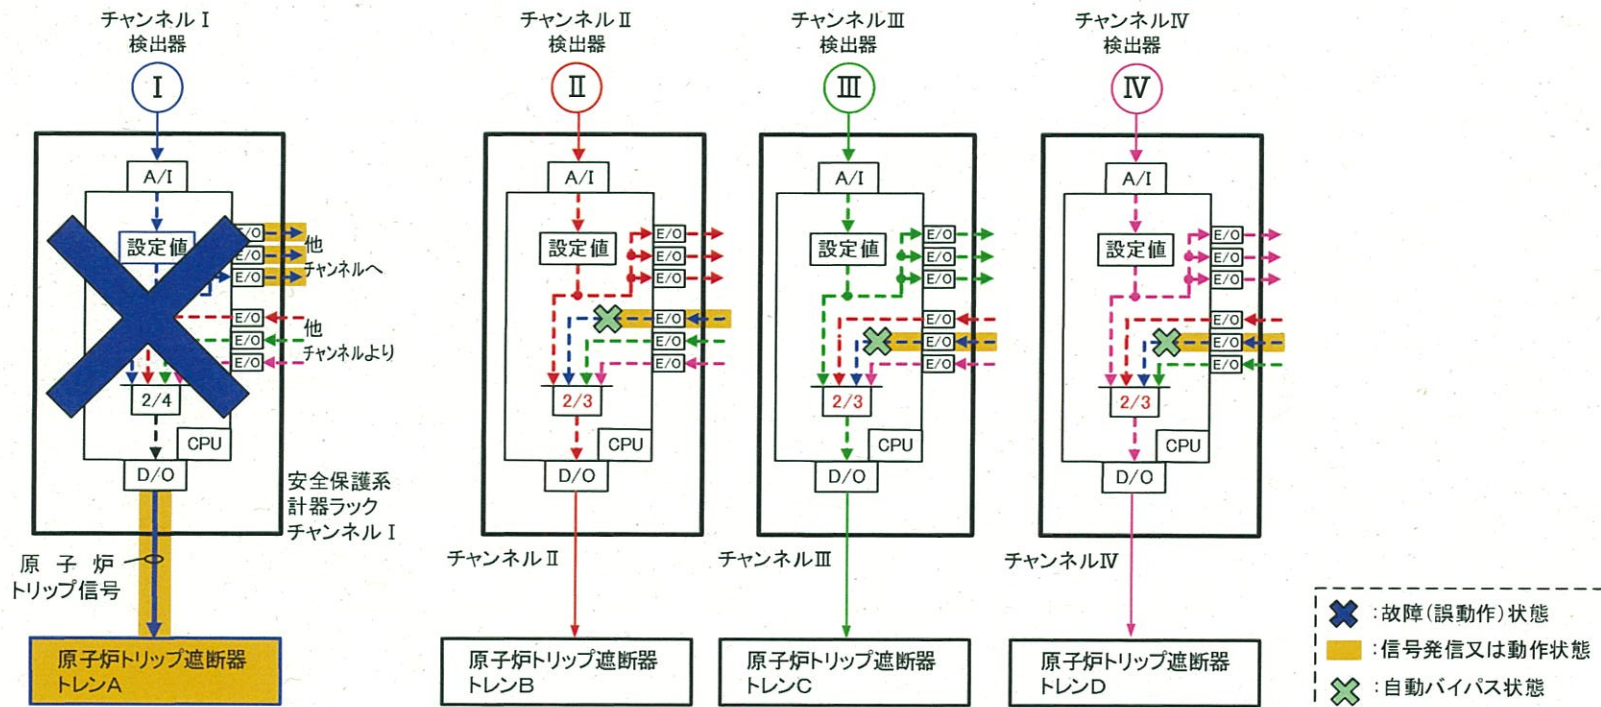 チャンネルⅠ
検出器
Ⅰ
A/I
設定値
E/O
E/O
E/O
他
チャンネルへ
E/O
E/O
E/O
他
チャンネルより
2/4
CPU
D/O
安全保護系
計器ラック
チャンネルⅠ
原子炉
トリップ信号
原子炉トリップ遮断器
トレンA
チャンネルⅡ
検出器
Ⅱ
A/I
設定値
E/O
E/O
E/O
E/O
E/O
E/O
2/3
CPU
D/O
チャンネルⅡ
原子炉トリップ遮断器
トレンB
チャンネルⅢ
検出器
Ⅲ
A/I
設定値
E/O
E/O
E/O
E/O
E/O
E/O
2/3
CPU
D/O
チャンネルⅢ
原子炉トリップ遮断器
トレンC
チャンネルⅣ
検出器
Ⅳ
A/I
設定値
E/O
E/O
E/O
E/O
E/O
E/O
2/3
CPU
D/O
チャンネルⅣ
原子炉トリップ遮断器
トレンD
:故障(誤動作)状態
:信号発信又は動作状態
:自動バイパス状態